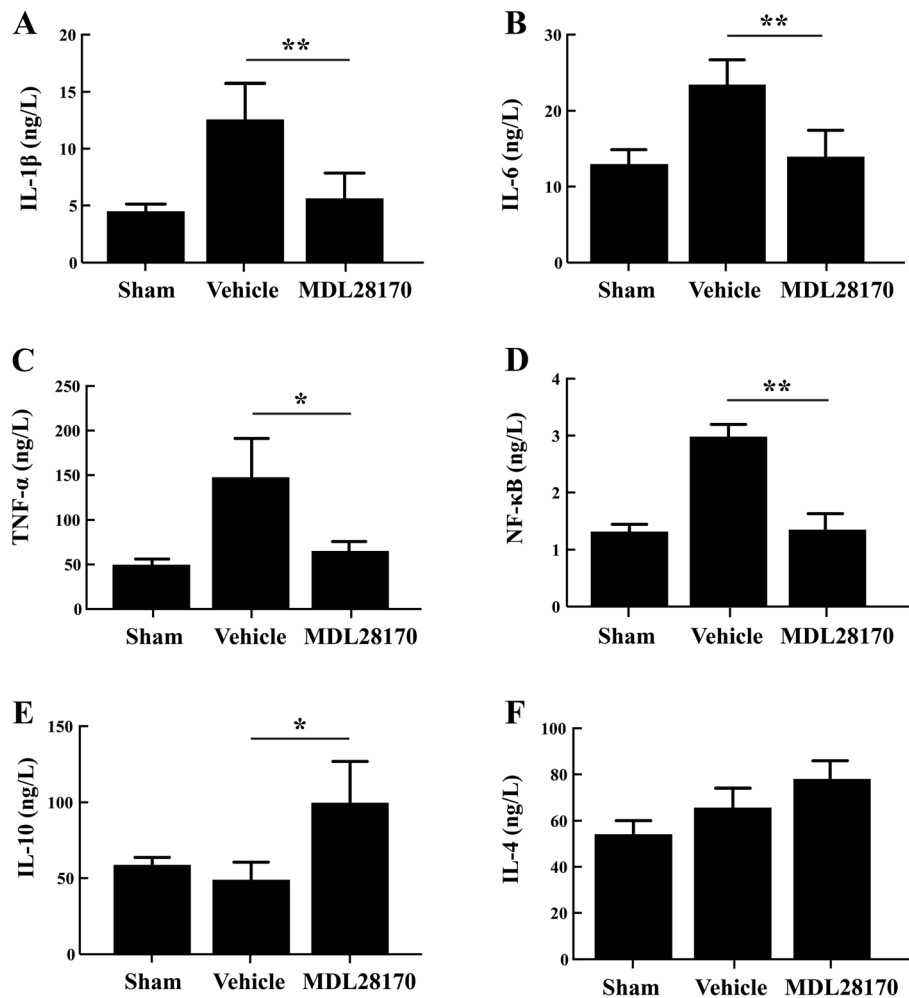 A
IL-1β (ng/L)
20
15
10
5
0
**
Sham Vehicle MDL28170
B
IL-6 (ng/L)
30
20
10
0
**
Sham Vehicle MDL28170
C
TNF-α (ng/L)
250
200
150
100
50
0
*
Sham Vehicle MDL28170
D
NF-κB (ng/L)
4
3
2
1
0
**
Sham Vehicle MDL28170
E
IL-10 (ng/L)
150
100
50
0
*
Sham Vehicle MDL28170
F
IL-4 (ng/L)
100
80
60
40
20
0
Sham Vehicle MDL28170